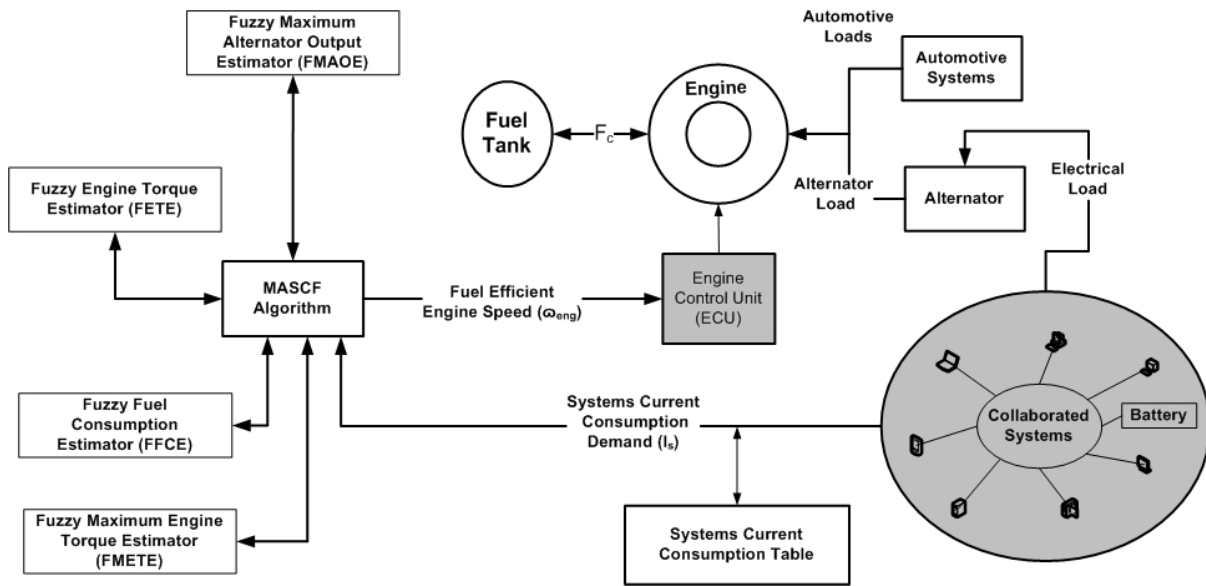 Fuzzy Maximum
Alternator Output
Estimator (FMAOE)
Automotive
Loads
Automotive
Systems
Engine
Fuel
Tank
Fc
Fuzzy Engine Torque
Estimator (FETE)
Alternator
Load
Alternator
Electrical
Load
MASCF
Algorithm
Fuel Efficient
Engine Speed (ωeng)
Engine
Control Unit
(ECU)
Fuzzy Fuel
Consumption
Estimator (FFCE)
Systems Current
Consumption
Demand (Is)
Collaborated
Systems
Battery
Fuzzy Maximum Engine
Torque Estimator
(FMETE)
Systems Current
Consumption Table